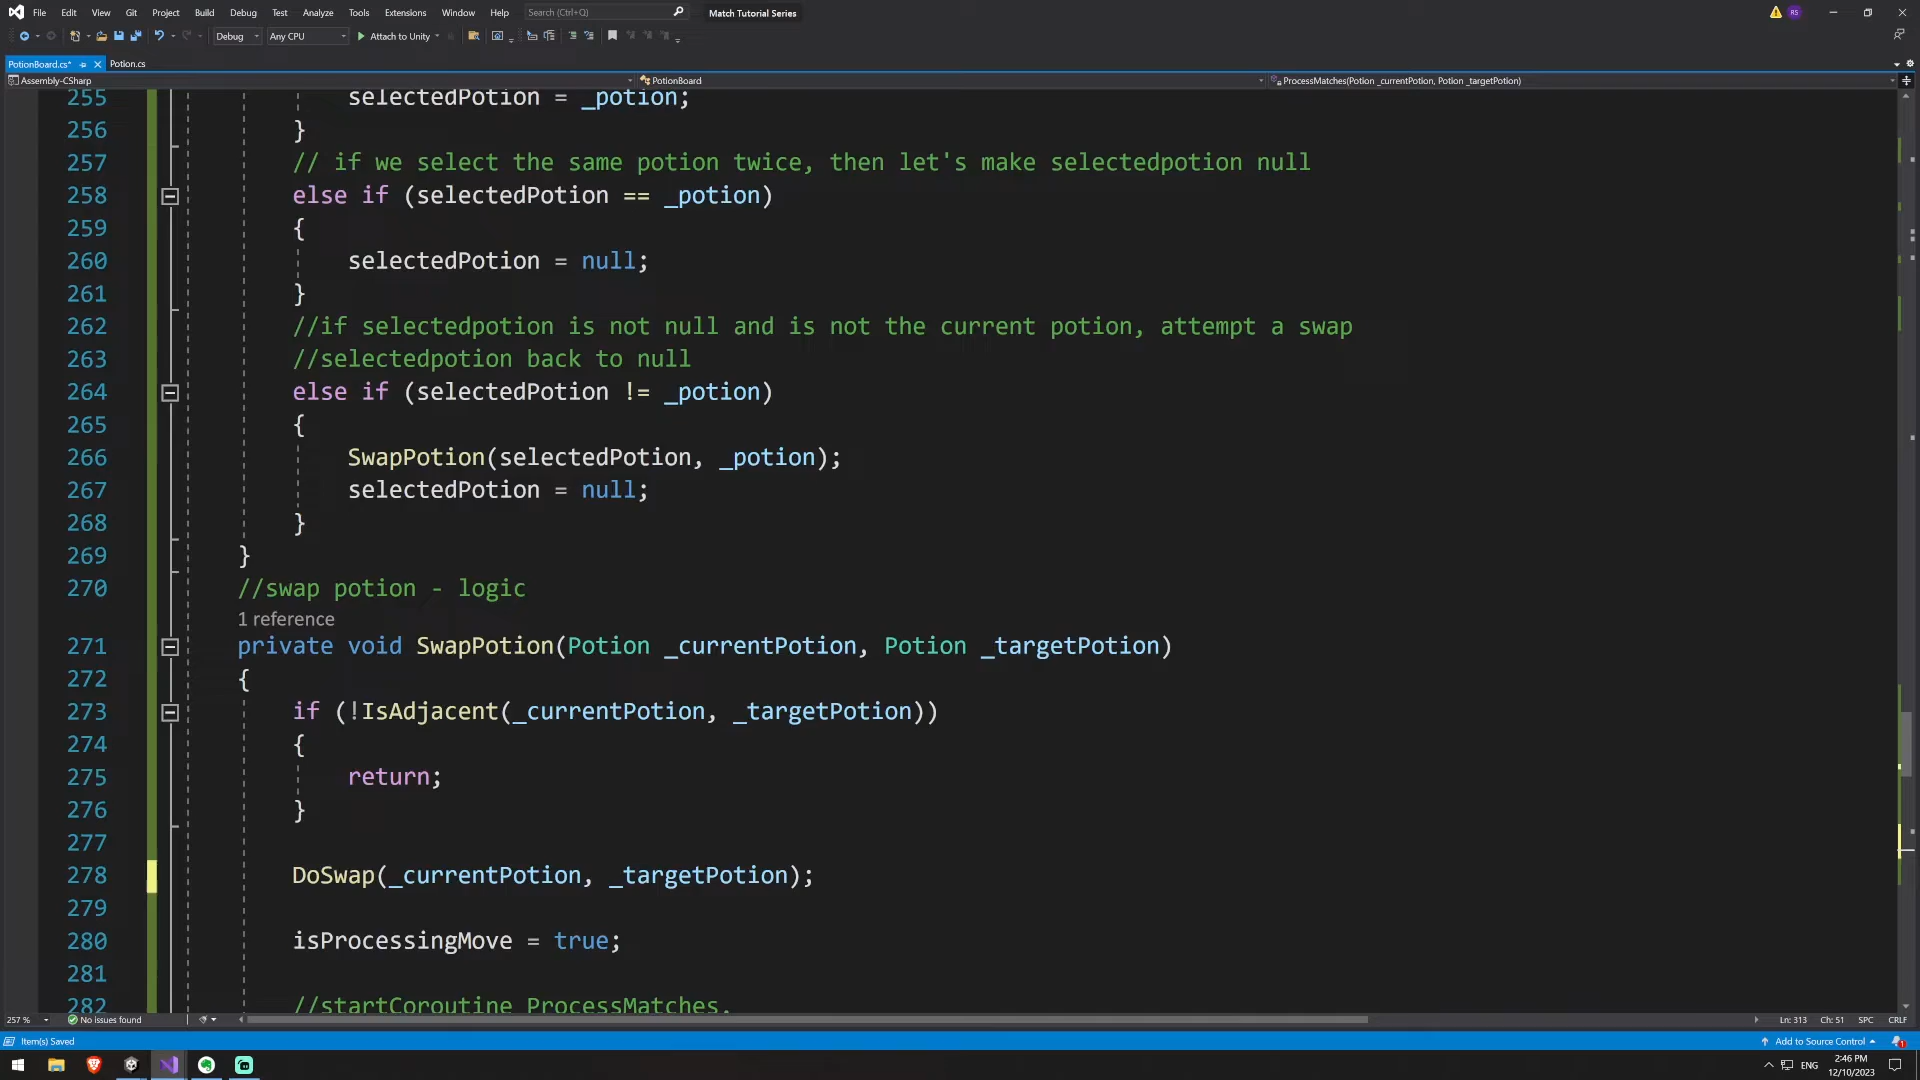 File Edit View Git Project Build Debug Test Analyze Tools Extensions Window Help Search (Ctrl+Q) Match Tutorial Series RS
Debug Any CPU Attach to Unity
PotionBoard.cs* Potion.cs
Assembly-CSharp PotionBoard ProcessMatches(Potion _currentPotion, Potion _targetPotion)
255 selectedPotion = _potion;
256 }
257 // if we select the same potion twice, then let's make selectedpotion null
258 else if (selectedPotion == _potion)
259 {
260 selectedPotion = null;
261 }
262 //if selectedpotion is not null and is not the current potion, attempt a swap
263 //selectedpotion back to null
264 else if (selectedPotion != _potion)
265 {
266 SwapPotion(selectedPotion, _potion);
267 selectedPotion = null;
268 }
269 }
270 //swap potion - logic
1 reference
271 private void SwapPotion(Potion _currentPotion, Potion _targetPotion)
272 {
273 if (!IsAdjacent(_currentPotion, _targetPotion))
274 {
275 return;
276 }
277
278 DoSwap(_currentPotion, _targetPotion);
279
280 isProcessingMove = true;
281
282 //startCoroutine ProcessMatches.
257 % No issues found Ln: 313 Ch: 51 SPC CRLF
Item(s) Saved Add to Source Control 1
ENG 2:46 PM
12/10/2023